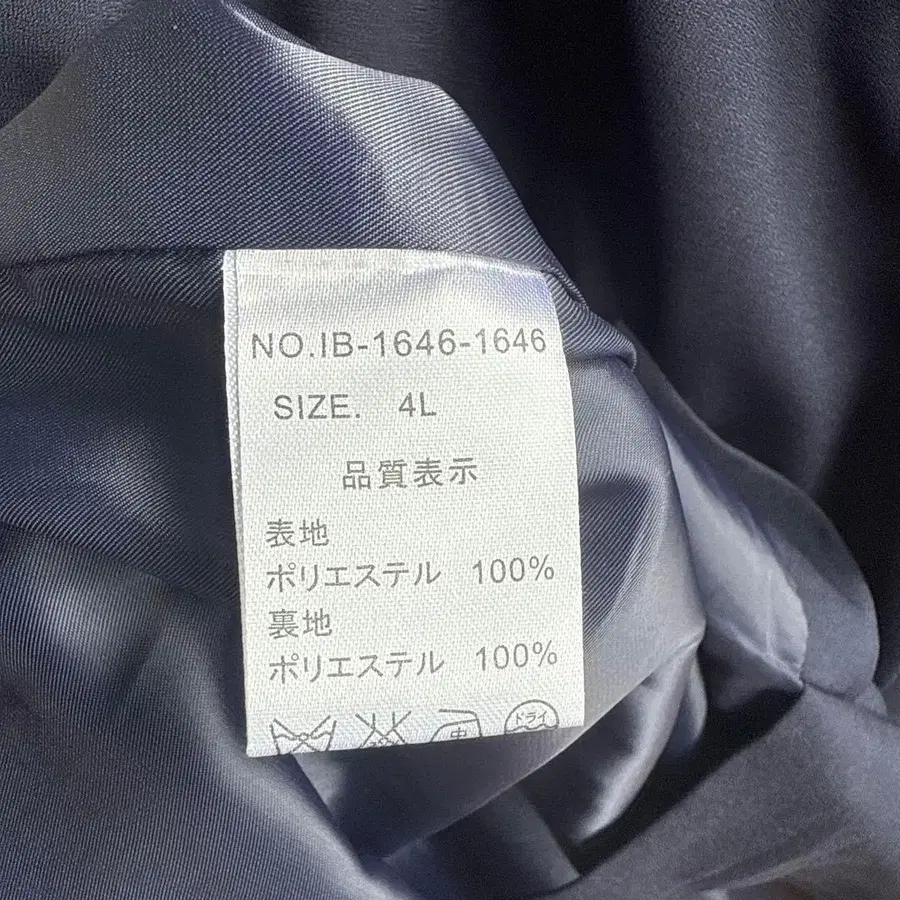 NO.IB-1646-1646
SIZE. 4L
品質表示
表地
ポリエステル 100%
裏地
ポリエステル 100%
中 ドライ